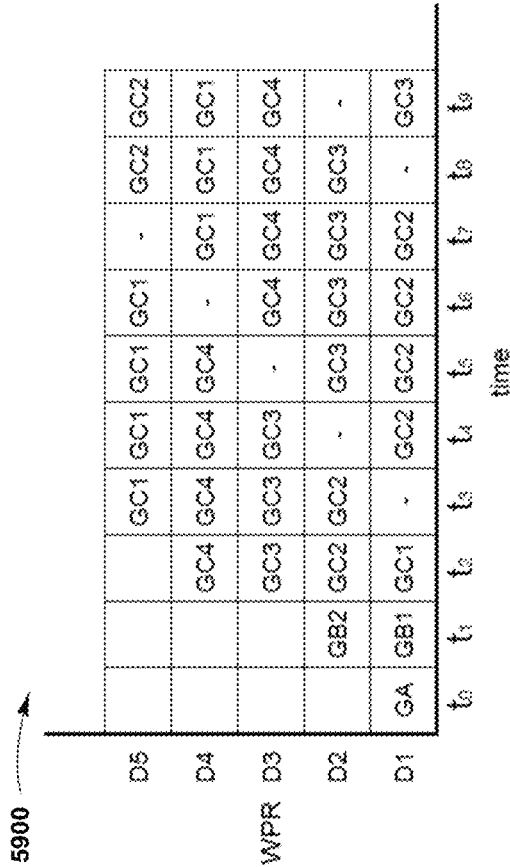 5900
D5 GC1 GC1 GC1 GC1 - GC2 GC2
D4 GC4 GC4 GC4 GC4 - GC1 GC1 GC1
WPR D3 GC3 GC3 GC3 - GC4 GC4 GC4 GC4
D2 GB2 GC2 GC2 - GC3 GC3 GC3 GC3 -
D1 GA GB1 GC1 - GC2 GC2 GC2 GC2 - GC3
t0 t1 t2 t3 t4 t5 t6 t7 t8 t9
time